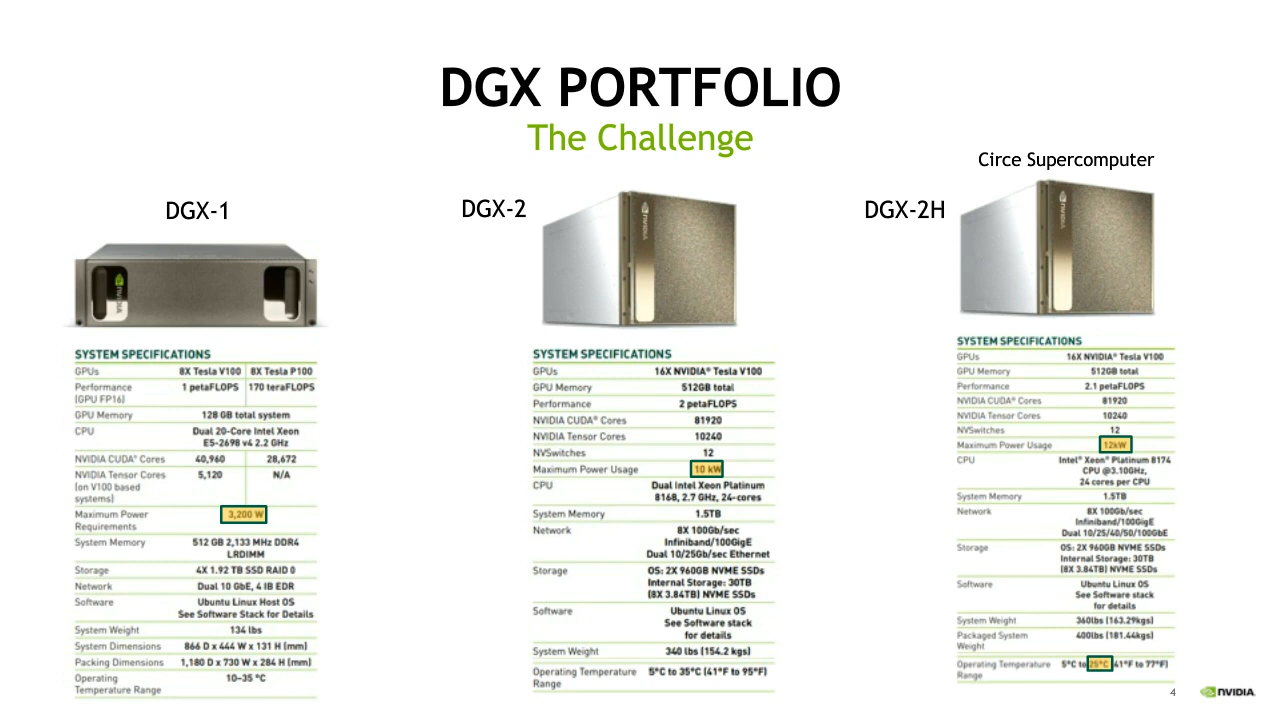 DGX PORTFOLIO
The Challenge
Circe Supercomputer
DGX-1
DGX-2
DGX-2H
NVIDIA
NVIDIA
NVIDIA
SYSTEM SPECIFICATIONS
GPUs 8X Tesla V100 8X Tesla P100
Performance 1 petaFLOPS 170 teraFLOPS
(GPU FP16)
GPU Memory 128 GB total system
CPU Dual 20-Core Intel Xeon
E5-2698 v4 2.2 GHz
NVIDIA CUDA® Cores 40,960 28,672
NVIDIA Tensor Cores 5,120 N/A
(on V100 based
systems)
Maximum Power 3,200 W
Requirements
System Memory 512 GB 2,133 MHz DDR4
LRDIMM
Storage 4X 1.92 TB SSD RAID 0
Network Dual 10 GbE, 4 IB EDR
Software Ubuntu Linux Host OS
See Software Stack for Details
System Weight 134 lbs
System Dimensions 866 D x 444 W x 131 H (mm)
Packing Dimensions 1,180 D x 730 W x 284 H (mm)
Operating 10–35 °C
Temperature Range
SYSTEM SPECIFICATIONS
GPUs 16X NVIDIA® Tesla V100
GPU Memory 512GB total
Performance 2 petaFLOPS
NVIDIA CUDA® Cores 81920
NVIDIA Tensor Cores 10240
NVSwitches 12
Maximum Power Usage 10 kW
CPU Dual Intel Xeon Platinum
8168, 2.7 GHz, 24-cores
System Memory 1.5TB
Network 8X 100Gb/sec
Infiniband/100GigE
Dual 10/25Gb/sec Ethernet
Storage OS: 2X 960GB NVME SSDs
Internal Storage: 30TB
(8X 3.84TB) NVME SSDs
Software Ubuntu Linux OS
See Software stack
for details
System Weight 340 lbs (154.2 kgs)
Operating Temperature 5°C to 35°C (41°F to 95°F)
Range
SYSTEM SPECIFICATIONS
GPUs 16X NVIDIA® Tesla V100
GPU Memory 512GB total
Performance 2.1 petaFLOPS
NVIDIA CUDA® Cores 81920
NVIDIA Tensor Cores 10240
NVSwitches 12
Maximum Power Usage 12kW
CPU Intel® Xeon® Platinum 8174
CPU @3.10GHz,
24 cores per CPU
System Memory 1.5TB
Network 8X 100Gb/sec
Infiniband/100GigE
Dual 10/25/40/50/100GbE
Storage OS: 2X 960GB NVME SSDs
Internal Storage: 30TB
(8X 3.84TB) NVME SSDs
Software Ubuntu Linux OS
See Software stack
for details
System Weight 360lbs (163.29kgs)
Packaged System 400lbs (181.44kgs)
Weight
Operating Temperature 5°C to 25°C (41°F to 77°F)
Range
4
NVIDIA.